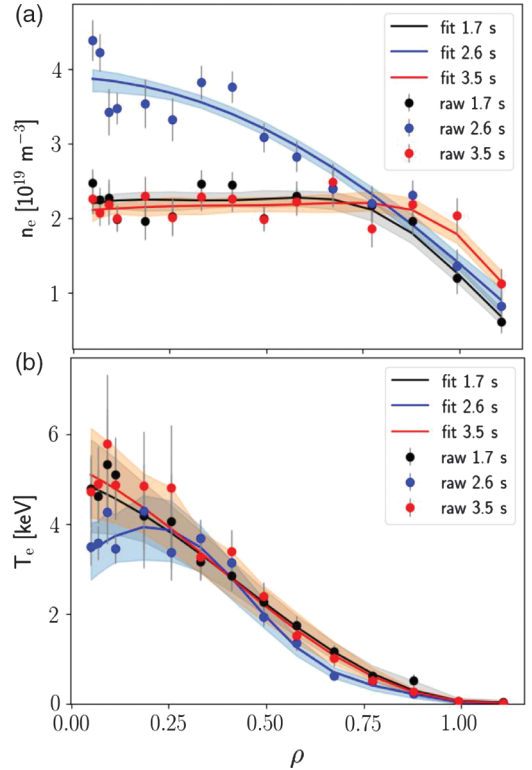 (a)
fit 1.7 s
fit 2.6 s
fit 3.5 s
raw 1.7 s
raw 2.6 s
raw 3.5 s
4
3
2
1
nₑ [10¹⁹ m⁻³]
(b)
fit 1.7 s
fit 2.6 s
fit 3.5 s
raw 1.7 s
raw 2.6 s
raw 3.5 s
6
4
2
0
Tₑ [keV]
0.00 0.25 0.50 0.75 1.00
ρ